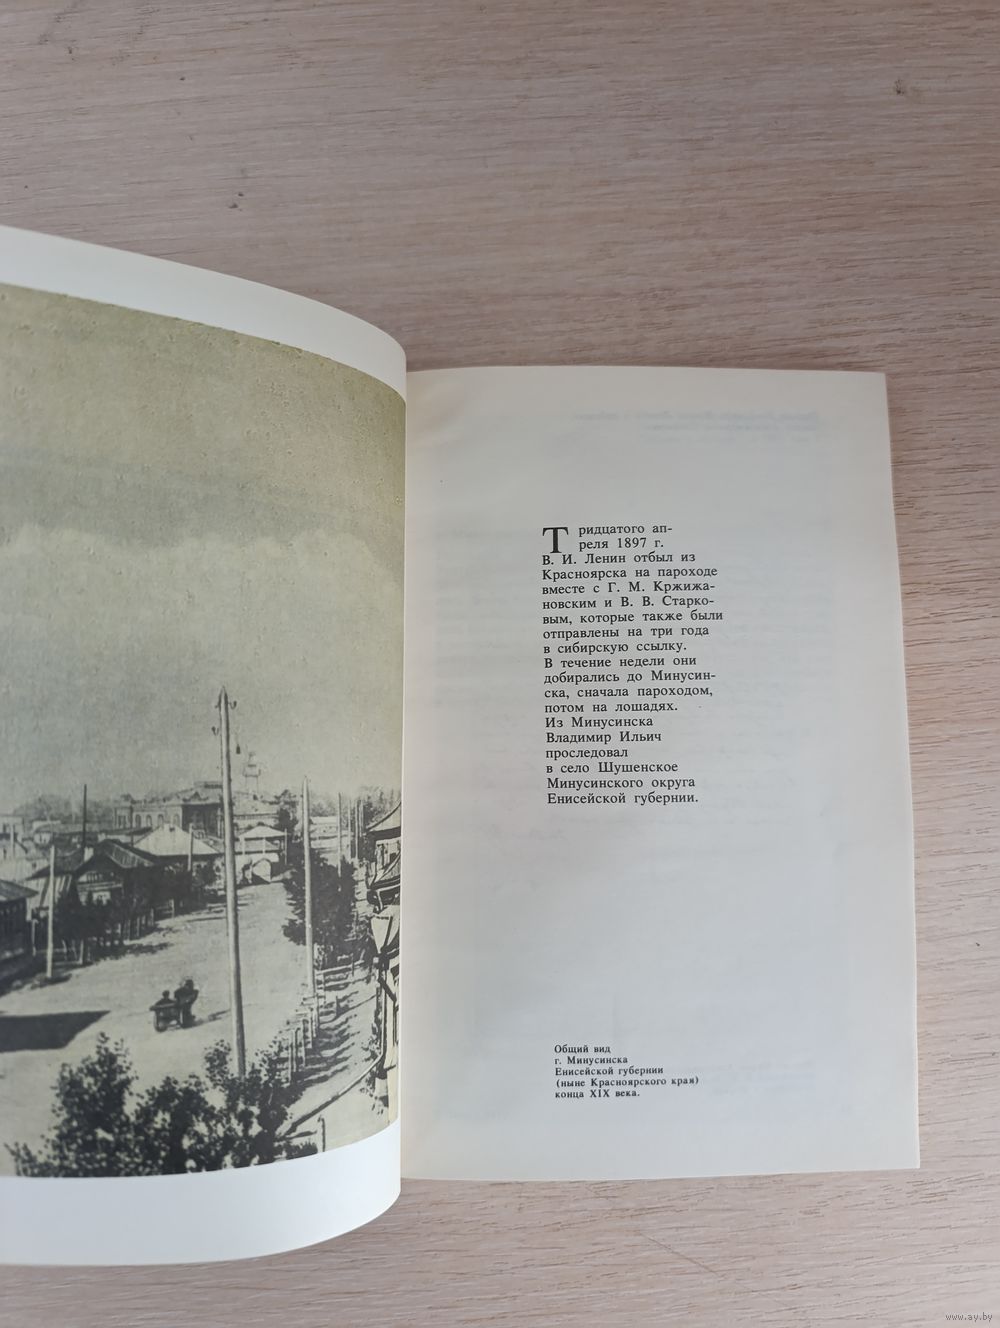 Тридцатого ап-
реля 1897 г.
В. И. Ленин отбыл из
Красноярска на пароходе
вместе с Г. М. Кржижа-
новским и В. В. Старко-
вым, которые также были
отправлены на три года
в сибирскую ссылку.
В течение недели они
добирались до Минусин-
ска, сначала пароходом,
потом на лошадях.
Из Минусинска
Владимир Ильич
проследовал
в село Шушенское
Минусинского округа
Енисейской губернии.
Общий вид
г. Минусинска
Енисейской губернии
(ныне Красноярского края)
конца XIX века.
www.ay.by